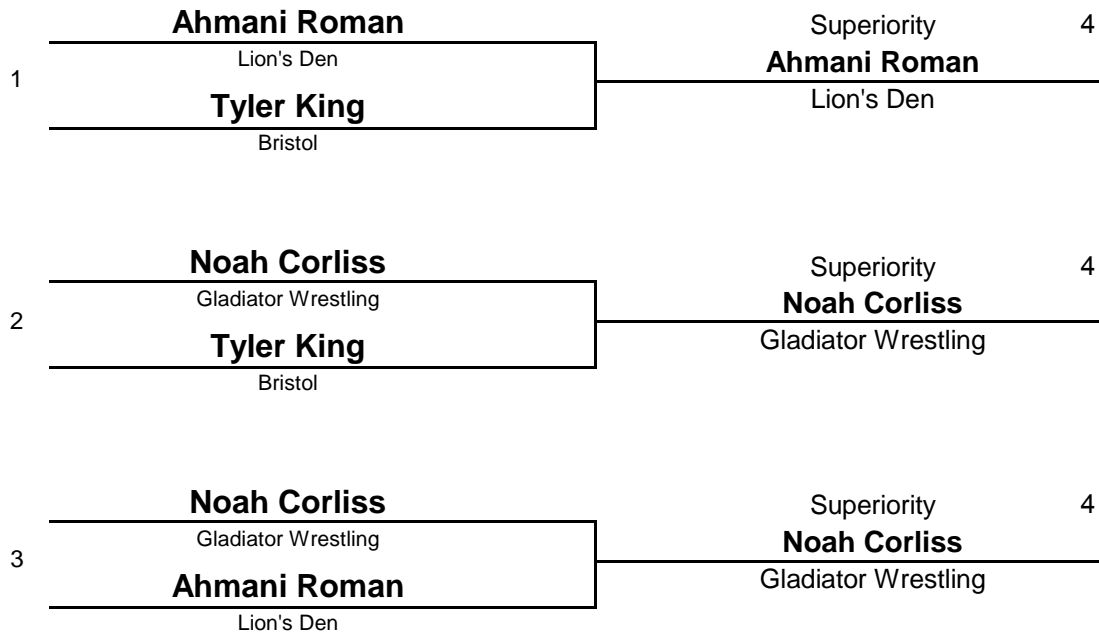 Ahmani Roman
Superiority 4
Lion's Den
Ahmani Roman
1
Tyler King
Lion's Den
Bristol
Noah Corliss
Superiority 4
Gladiator Wrestling
Noah Corliss
2
Tyler King
Gladiator Wrestling
Bristol
Noah Corliss
Superiority 4
Gladiator Wrestling
Noah Corliss
3
Ahmani Roman
Gladiator Wrestling
Lion's Den